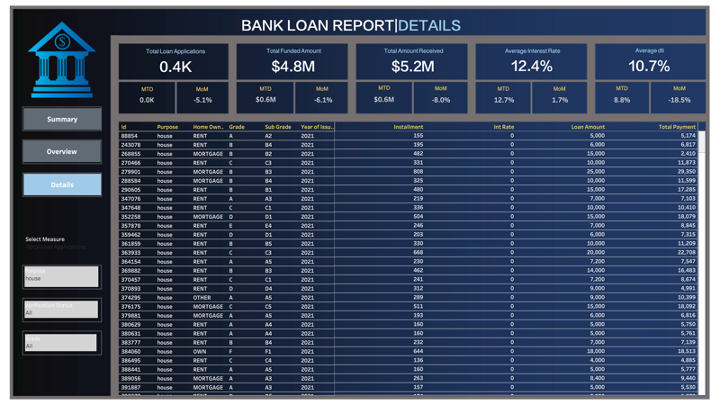 BANK LOAN REPORT|DETAILS
Total Loan Applications
0.4K
MTD MoM
0.0K -5.1%
Total Funded Amount
$4.8M
MTD MoM
$0.6M -6.1%
Total Amount Received
$5.2M
MTD MoM
$0.6M -8.0%
Average Interest Rate
12.4%
MTD MoM
12.7% 1.7%
Average dti
10.7%
MTD MoM
8.8% -18.5%
Summary
Overview
Details
Select Measure
Total Loan Applications
Purpose
house
Verification Status
All
All
Id Purpose Home Own.. Grade Sub Grade Year of Issu.. Installment Int Rate Loan Amount Total Payment
88854 house RENT A A2 2021 155 0 5,000 5,174
243078 house RENT B B4 2021 195 0 6,000 6,817
268855 house MORTGAGE B B2 2021 482 0 15,000 2,410
270466 house RENT C C3 2021 331 0 10,000 11,873
279901 house MORTGAGE B B3 2021 808 0 25,000 29,350
288584 house MORTGAGE B B4 2021 325 0 10,000 11,599
290605 house RENT B B1 2021 480 0 15,000 17,285
347076 house RENT A A3 2021 219 0 7,000 7,103
347648 house RENT C C1 2021 336 0 10,000 10,410
352258 house MORTGAGE D D1 2021 504 0 15,000 18,079
357878 house RENT E E4 2021 246 0 7,000 8,845
359462 house RENT D D1 2021 203 0 6,000 7,315
361859 house RENT B B5 2021 330 0 10,000 11,209
363933 house RENT C C3 2021 668 0 20,000 22,708
364154 house RENT A A5 2021 230 0 7,200 7,547
369882 house RENT B B3 2021 462 0 14,000 16,483
370457 house RENT C C1 2021 241 0 7,200 8,674
370893 house RENT D D4 2021 312 0 9,000 4,991
374295 house OTHER A A5 2021 289 0 9,000 10,399
376175 house MORTGAGE C C5 2021 511 0 15,000 18,092
379881 house MORTGAGE A A5 2021 193 0 6,000 6,816
380629 house RENT A A4 2021 160 0 5,000 5,750
380631 house RENT A A4 2021 160 0 5,000 5,761
383777 house RENT B B4 2021 232 0 7,000 7,139
384060 house OWN F F1 2021 644 0 18,000 18,513
386495 house RENT C C4 2021 136 0 4,000 4,885
388441 house RENT A A5 2021 160 0 5,000 5,777
389056 house MORTGAGE A A3 2021 263 0 8,400 9,440
391887 house MORTGAGE A A3 2021 157 0 5,000 5,530